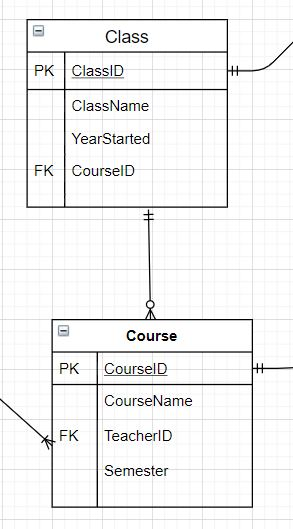 Class
PK ClassID
ClassName
YearStarted
FK CourseID
Course
PK CourseID
CourseName
FK TeacherID
Semester